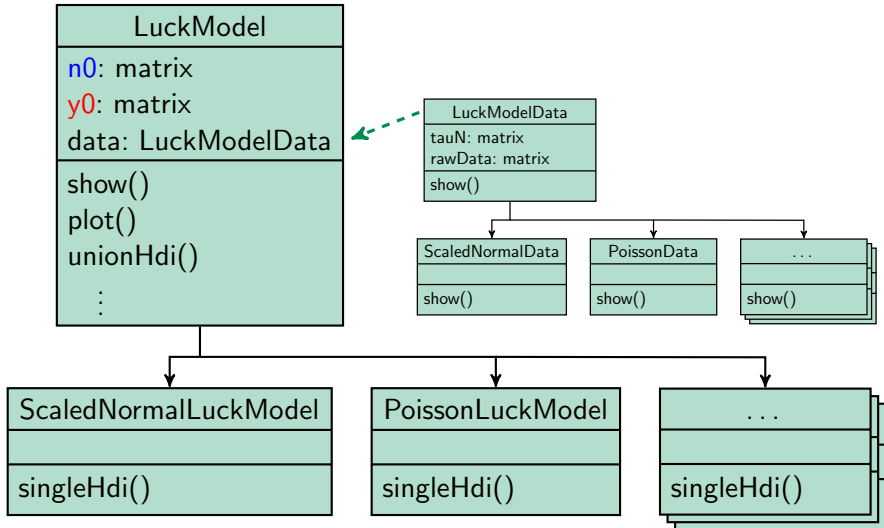 LuckModel
n0: matrix
y0: matrix
data: LuckModelData
show()
plot()
unionHdi()
⋮
LuckModelData
tauN: matrix
rawData: matrix
show()
ScaledNormalData
show()
PoissonData
show()
...
show()
ScaledNormalLuckModel
singleHdi()
PoissonLuckModel
singleHdi()
...
singleHdi()